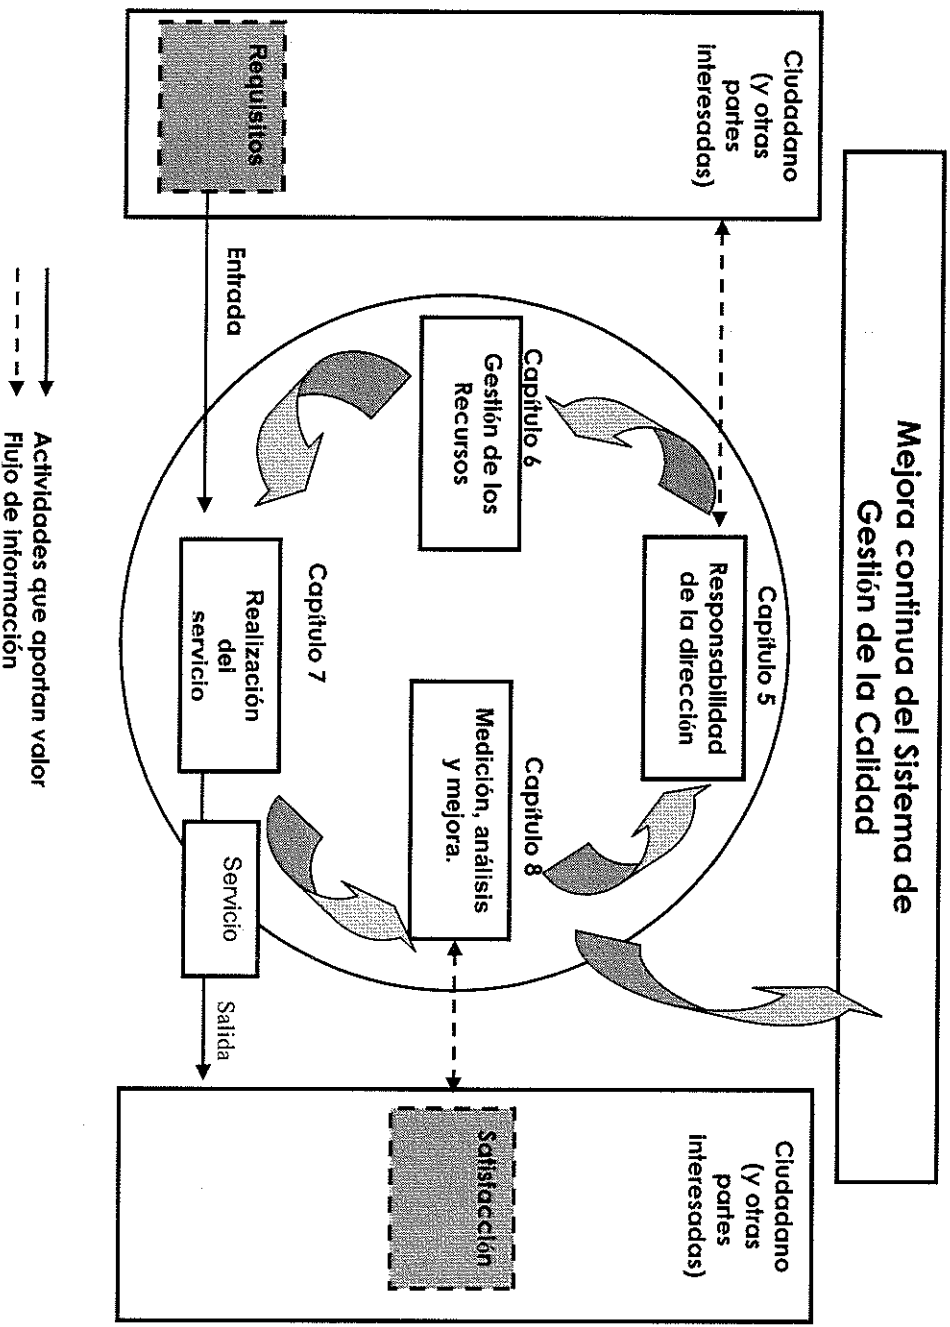 Mejora continua del Sistema de
Gestión de la Calidad
Ciudadano
(y otras
partes
interesadas)
Requisitos
Entrada
Capítulo 5
Responsabilidad
de la dirección
Capítulo 6
Gestión de los
Recursos
Capítulo 8
Medición, análisis
y mejora.
Capítulo 7
Realización
del
servicio
Servicio
Salida
Ciudadano
(y otras
partes
interesadas)
Satisfacción
Actividades que aportan valor
Flujo de información